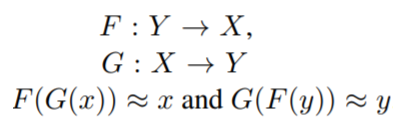 F : Y → X,
G : X → Y
F(G(x)) ≈ x and G(F(y)) ≈ y